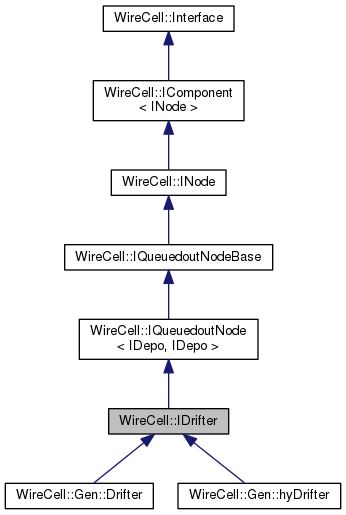 WireCell::Interface
WireCell::IComponent
< INode >
WireCell::INode
WireCell::IQueuedoutNodeBase
WireCell::IQueuedoutNode
< IDepo, IDepo >
WireCell::IDrifter
WireCell::Gen::Drifter
WireCell::Gen::hyDrifter